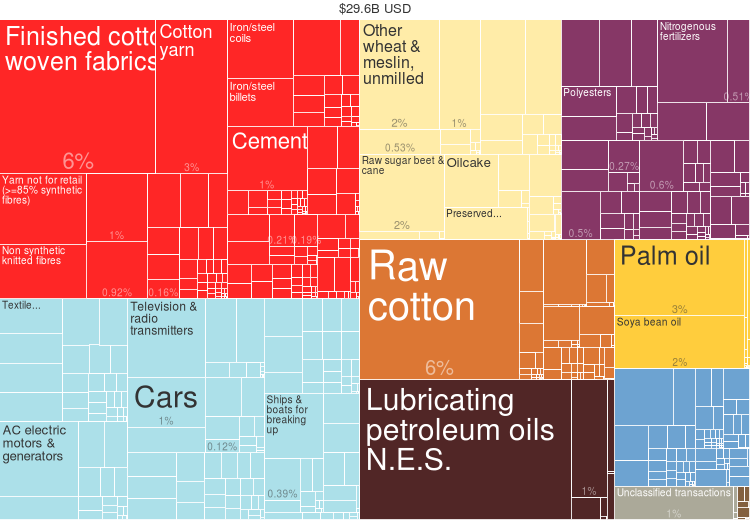 $29.6B USD
Finished cotto
woven fabrics
6%
Cotton
yarn
3%
Iron/steel
coils
Iron/steel
billets
Cement
1%
Yarn not for retail
(>=85% synthetic
fibres)
1%
Non synthetic
knitted fibres
0.92%
0.16%
0.21%
0.19%
Other
wheat &
meslin,
unmilled
2%
1%
0.53%
Raw sugar beet &
cane
2%
Oilcake
Preserved...
Nitrogenous
fertilizers
0.51%
Polyesters
0.27%
0.6%
0.5%
Textile...
Television &
radio
transmitters
Cars
1%
0.12%
AC electric
motors &
generators
Ships &
boats for
breaking
up
0.39%
Raw
cotton
6%
Palm oil
3%
Soya bean oil
2%
Lubricating
petroleum oils
N.E.S.
1%
Unclassified transactions
1%